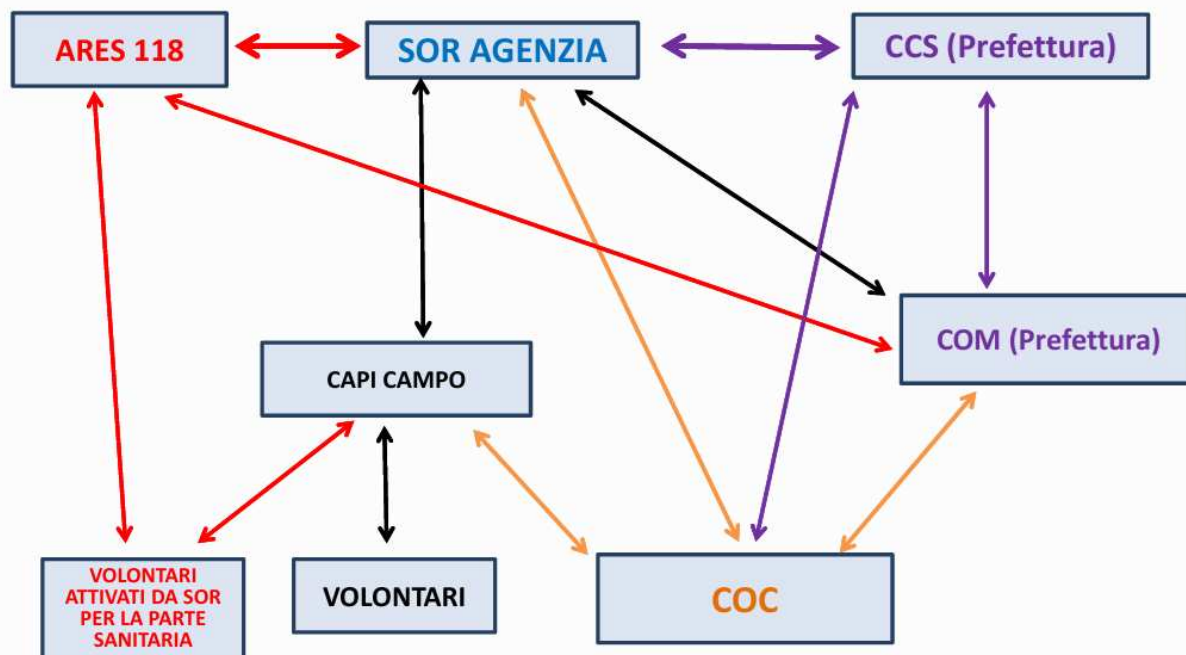 ARES 118
SOR AGENZIA
CCS (Prefettura)
COM (Prefettura)
CAPI CAMPO
VOLONTARI
ATTIVATI DA SOR
PER LA PARTE
SANITARIA
VOLONTARI
COC